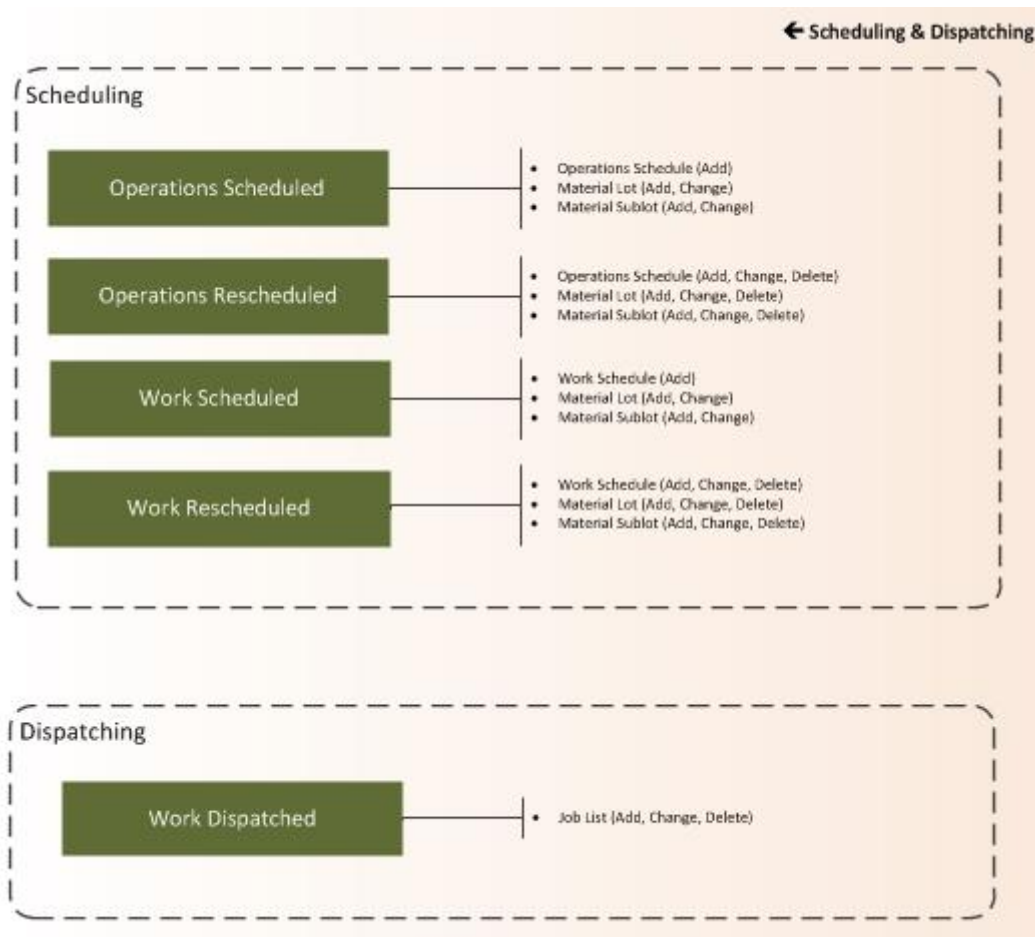 ← Scheduling & Dispatching
Scheduling
Operations Scheduled
• Operations Schedule (Add)
• Material Lot (Add, Change)
• Material Sublot (Add, Change)
Operations Rescheduled
• Operations Schedule (Add, Change, Delete)
• Material Lot (Add, Change, Delete)
• Material Sublot (Add, Change, Delete)
Work Scheduled
• Work Schedule (Add)
• Material Lot (Add, Change)
• Material Sublot (Add, Change)
Work Rescheduled
• Work Schedule (Add, Change, Delete)
• Material Lot (Add, Change, Delete)
• Material Sublot (Add, Change, Delete)
Dispatching
Work Dispatched
• Job List (Add, Change, Delete)